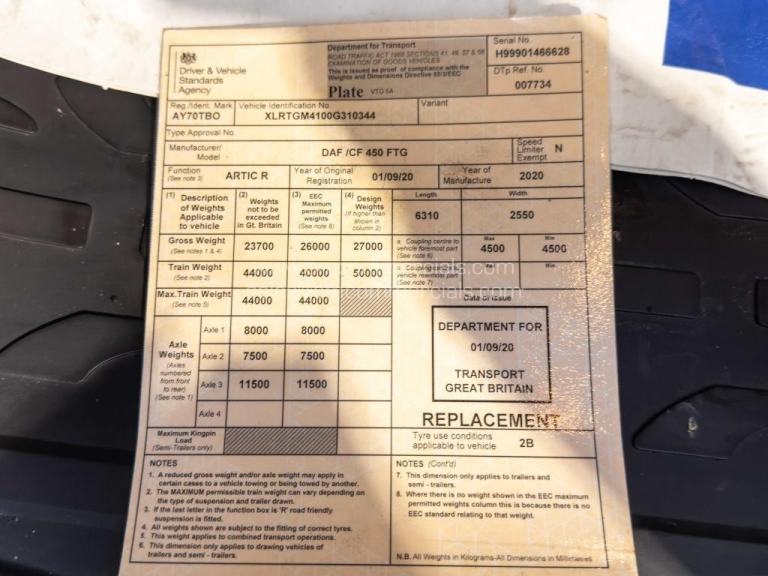 Driver & Vehicle
Standards
Agency
Department for Transport
ROAD TRAFFIC ACT 1988 SECTIONS 41, 49, 57 & 58
EXAMINATION OF GOODS VEHICLES
This is issued as proof of compliance with the
Weights and Dimensions Directive
Plate VTG 6A
Serial No.
H99901466628
DTp Ref. No.
007734
Reg./Ident. Mark
AY70TBO
Vehicle Identification No.
XLRTGM4100G310344
Variant
Type Approval No.
Manufacturer/
Model
DAF /CF 450 FTG
Speed
Limiter
Exempt
N
Function
(See note 3)
ARTIC R
Year of Original
Registration
01/09/20
Year of
Manufacture
2020
(1) Description
of Weights
Applicable
to vehicle
(2) Weights
not to be
exceeded
in Gt. Britain
(3) EEC
Maximum
permitted
weights
(See note 8)
(4) Design
Weights
(if higher than
shown in
column 2)
Length
6310
Width
2550
Gross Weight
(See notes 1 & 4)
23700 26000 27000
a Coupling centre to
vehicle foremost part
(See note 6)
Max
4500
Min
4500
Train Weight
(See note 2)
44000 40000 50000
vehicle rearmost part
(See note 7)
Max. Train Weight
(See note 5)
44000 44000
Axle
Weights
(Axles
numbered
from front
to rear)
(See note 1)
Axle 1 8000 8000
Axle 2 7500 7500
Axle 3 11500 11500
Axle 4
Maximum Kingpin
Load
(Semi-Trailers only)
Date of Issue
DEPARTMENT FOR
01/09/20
TRANSPORT
GREAT BRITAIN
REPLACEMENT
Tyre use conditions
applicable to vehicle
2B
NOTES
1. A reduced gross weight and/or axle weight may apply in
certain cases to a vehicle towing or being towed by another.
2. The MAXIMUM permissible train weight can vary depending on
the type of suspension and trailer drawn.
3. If the last letter in the function box is 'R' road friendly
suspension is fitted.
4. All weights shown are subject to the fitting of correct tyres.
5. This weight applies to combined transport operations.
6. This dimension only applies to drawing vehicles of
trailers and semi - trailers.
NOTES (Cont'd)
7. This dimension only applies to trailers and
semi - trailers.
8. Where there is no weight shown in the EEC maximum
permitted weights column this is because there is no
EEC standard relating to that weight.
N.B. All Weights in Kilograms-All Dimensions in Millimetres